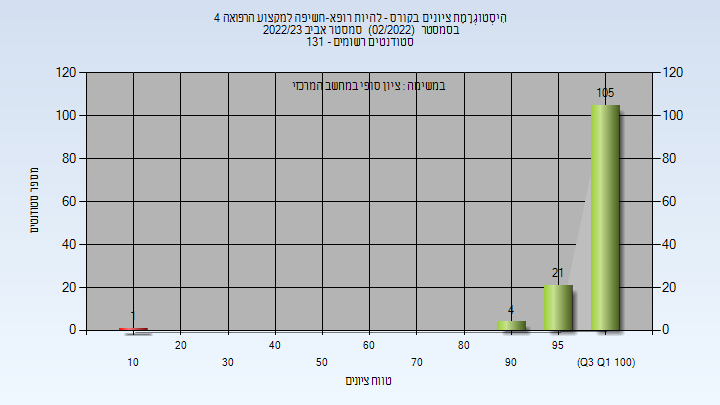 הִיסְטוֹגְרָמַת ציונים בקורס - להיות רופא-חשיפה למקצוע הרפואה 4
בסמסטר (02/2022) סמסטר אביב 2022/23
סטודנטים רשומים - 131
במשימה : ציון סופי במחשב המרכזי
120 120
105
100 100
80 80
60 60
40 40
21
20 20
4
1
0 0
מספר סטודנטים
20 40 60 80 95
10 30 50 70 90 (Q3 Q1 100)
טווח ציונים